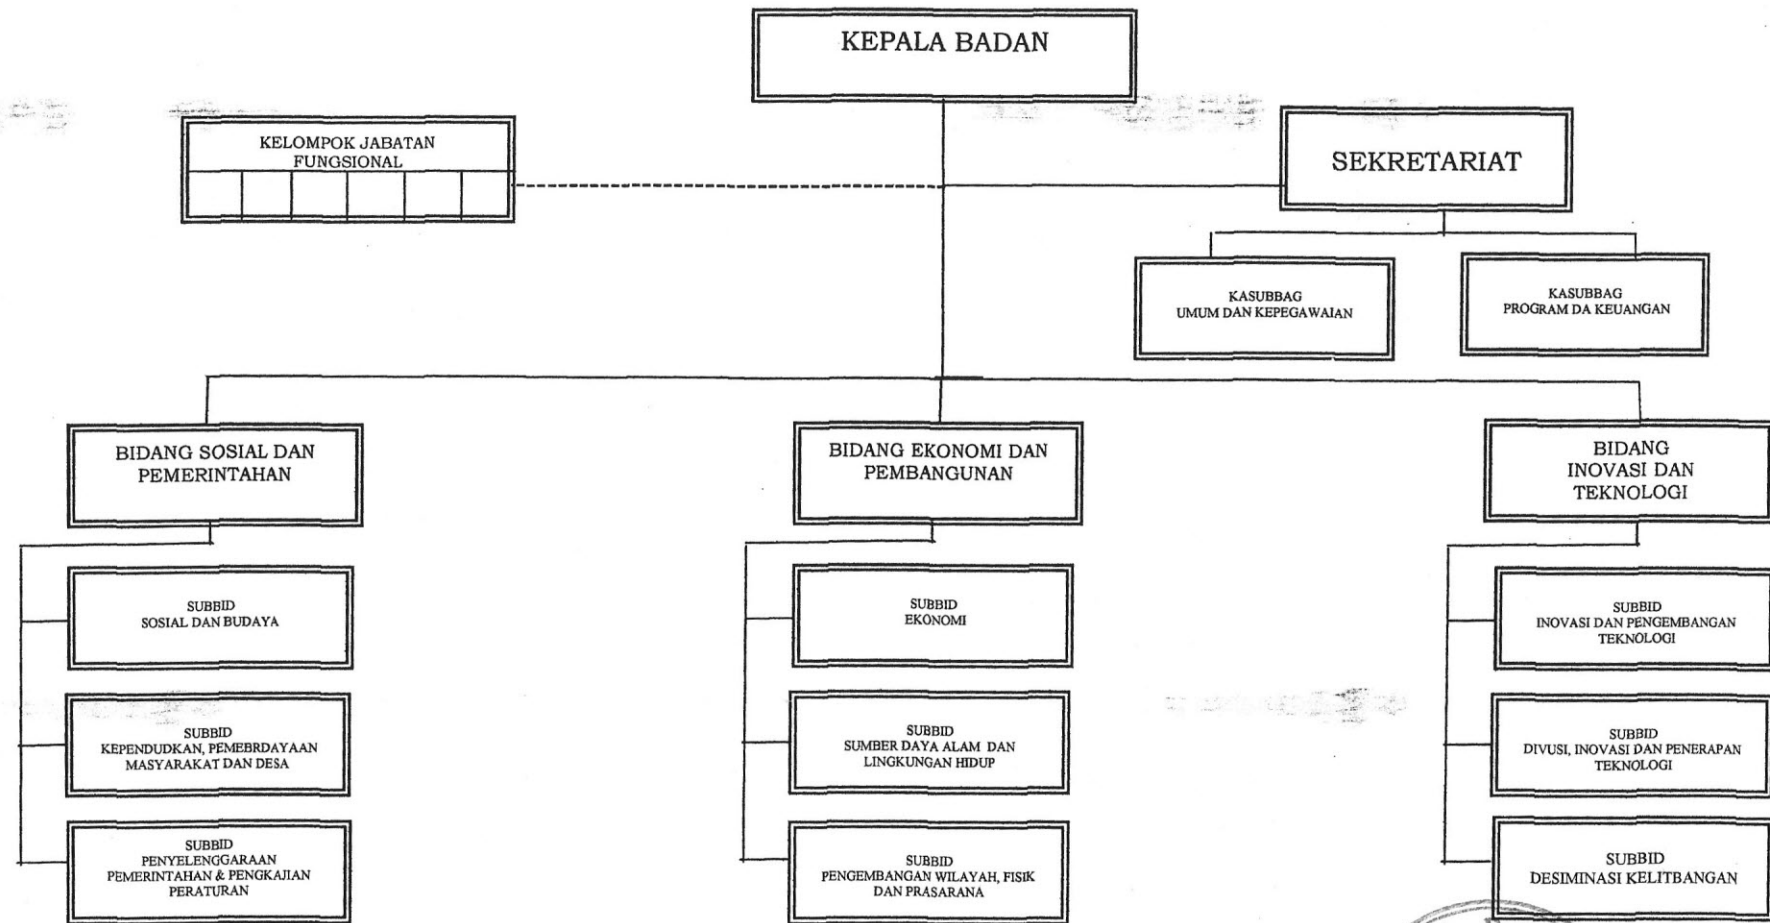 KEPALA BADAN
KELOMPOK JABATAN
FUNGSIONAL
SEKRETARIAT
KASUBBAG
UMUM DAN KEPEGAWAIAN
KASUBBAG
PROGRAM DA KEUANGAN
BIDANG SOSIAL DAN
PEMERINTAHAN
BIDANG EKONOMI DAN
PEMBANGUNAN
BIDANG
INOVASI DAN
TEKNOLOGI
SUBBID
SOSIAL DAN BUDAYA
SUBBID
EKONOMI
SUBBID
INOVASI DAN PENGEMBANGAN
TEKNOLOGI
SUBBID
KEPENDUDKAN, PEMEBRDAYAAN
MASYARAKAT DAN DESA
SUBBID
SUMBER DAYA ALAM DAN
LINGKUNGAN HIDUP
SUBBID
DIVUSI, INOVASI DAN PENERAPAN
TEKNOLOGI
SUBBID
PENYELENGGARAAN
PEMERINTAHAN & PENGKAJIAN
PERATURAN
SUBBID
PENGEMBANGAN WILAYAH, FISIK
DAN PRASARANA
SUBBID
DESIMINASI KELITBANGAN